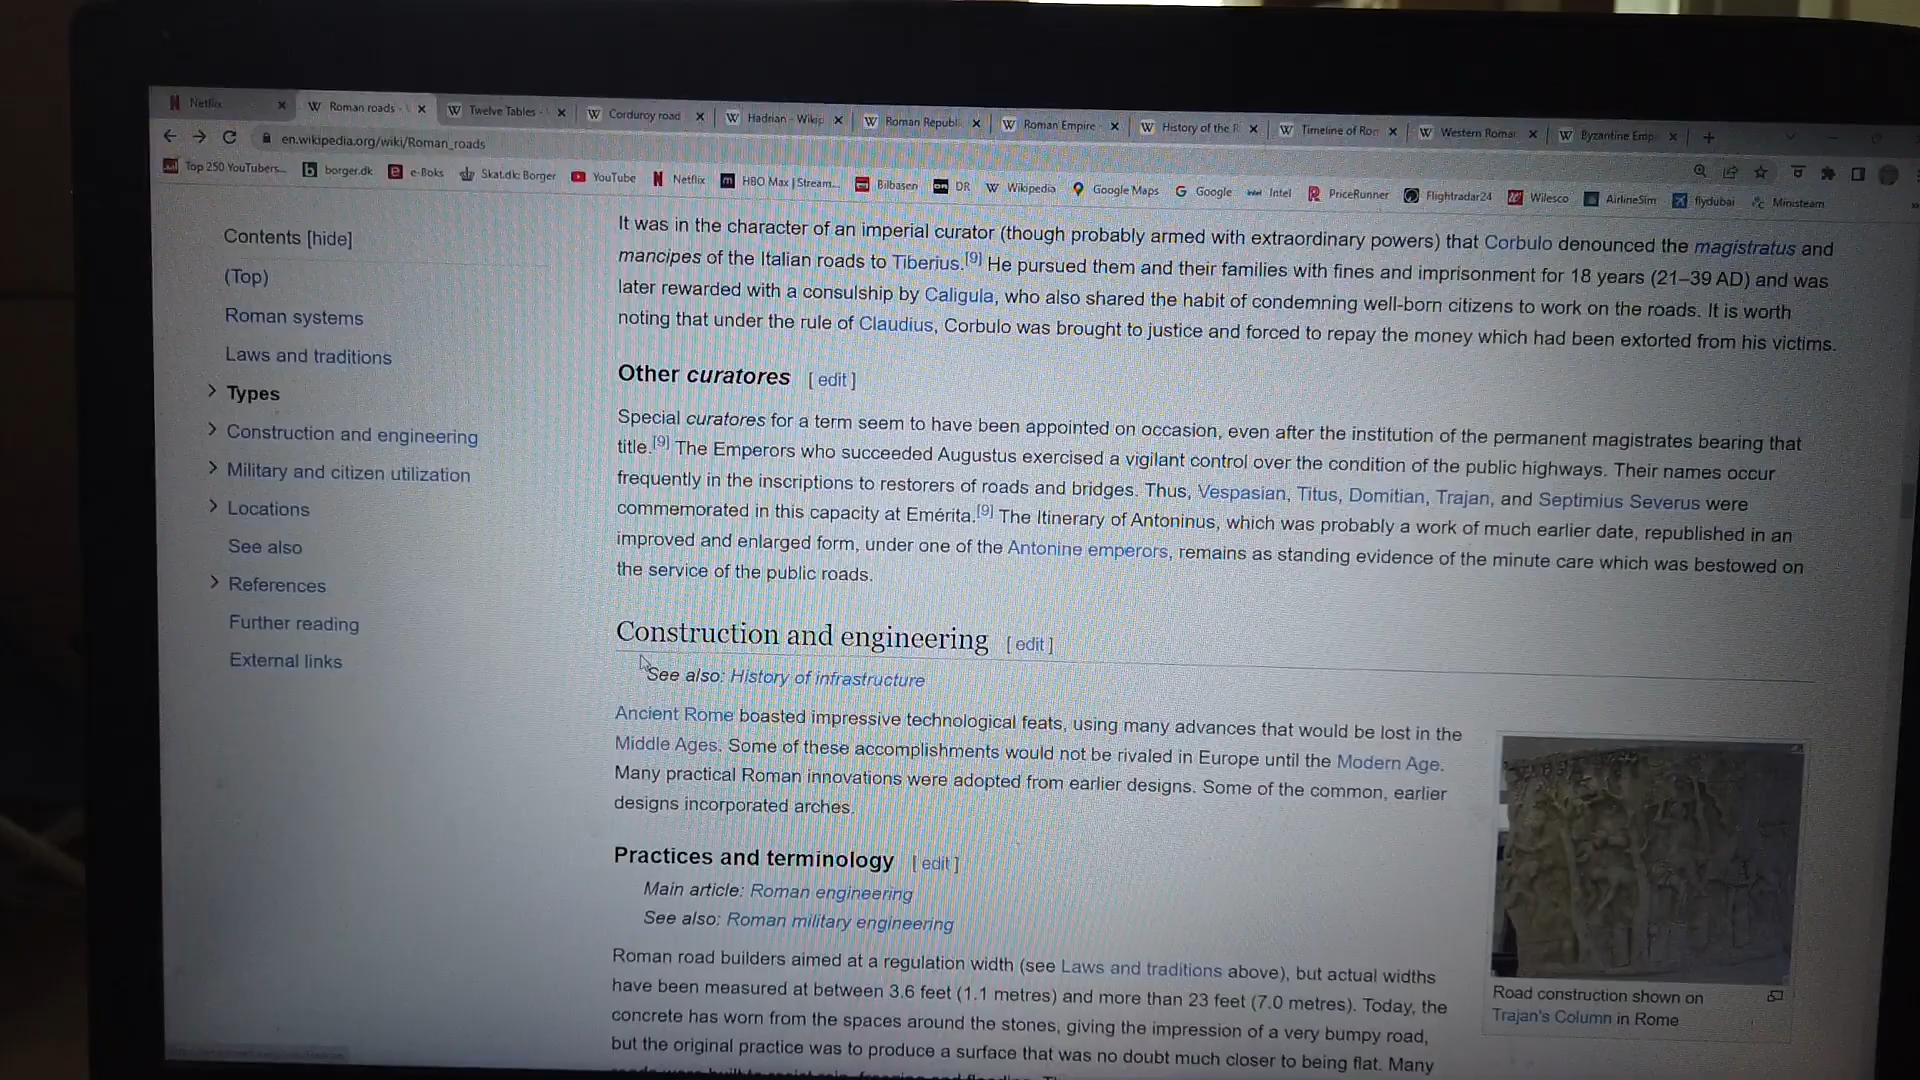 Netflix
Roman roads -
Twelve Tables -
Corduroy road
Hadrian - Wikip
Roman Republi
Roman Empire -
History of the R
Timeline of Rom
Western Roman
Byzantine Emp
en.wikipedia.org/wiki/Roman_roads
Top 250 YouTubers...
borger.dk
e-Boks
Skat.dk: Borger
YouTube
Netflix
HBO Max | Stream...
Bilbasen
DR
Wikipedia
Google Maps
Google
Intel
PriceRunner
Flightradar24
Wilesco
AirlineSim
flydubai
Ministeam
Contents [hide]
(Top)
Roman systems
Laws and traditions
Types
Construction and engineering
Military and citizen utilization
Locations
See also
References
Further reading
External links
It was in the character of an imperial curator (though probably armed with extraordinary powers) that Corbulo denounced the magistratus and
mancipes of the Italian roads to Tiberius.[9] He pursued them and their families with fines and imprisonment for 18 years (21–39 AD) and was
later rewarded with a consulship by Caligula, who also shared the habit of condemning well-born citizens to work on the roads. It is worth
noting that under the rule of Claudius, Corbulo was brought to justice and forced to repay the money which had been extorted from his victims.
Other curatores [ edit ]
Special curatores for a term seem to have been appointed on occasion, even after the institution of the permanent magistrates bearing that
title.[9] The Emperors who succeeded Augustus exercised a vigilant control over the condition of the public highways. Their names occur
frequently in the inscriptions to restorers of roads and bridges. Thus, Vespasian, Titus, Domitian, Trajan, and Septimius Severus were
commemorated in this capacity at Emérita.[9] The Itinerary of Antoninus, which was probably a work of much earlier date, republished in an
improved and enlarged form, under one of the Antonine emperors, remains as standing evidence of the minute care which was bestowed on
the service of the public roads.
Construction and engineering [ edit ]
See also: History of infrastructure
Ancient Rome boasted impressive technological feats, using many advances that would be lost in the
Middle Ages. Some of these accomplishments would not be rivaled in Europe until the Modern Age.
Many practical Roman innovations were adopted from earlier designs. Some of the common, earlier
designs incorporated arches.
Practices and terminology [ edit ]
Main article: Roman engineering
See also: Roman military engineering
Roman road builders aimed at a regulation width (see Laws and traditions above), but actual widths
have been measured at between 3.6 feet (1.1 metres) and more than 23 feet (7.0 metres). Today, the
concrete has worn from the spaces around the stones, giving the impression of a very bumpy road,
but the original practice was to produce a surface that was no doubt much closer to being flat. Many
Road construction shown on
Trajan's Column in Rome